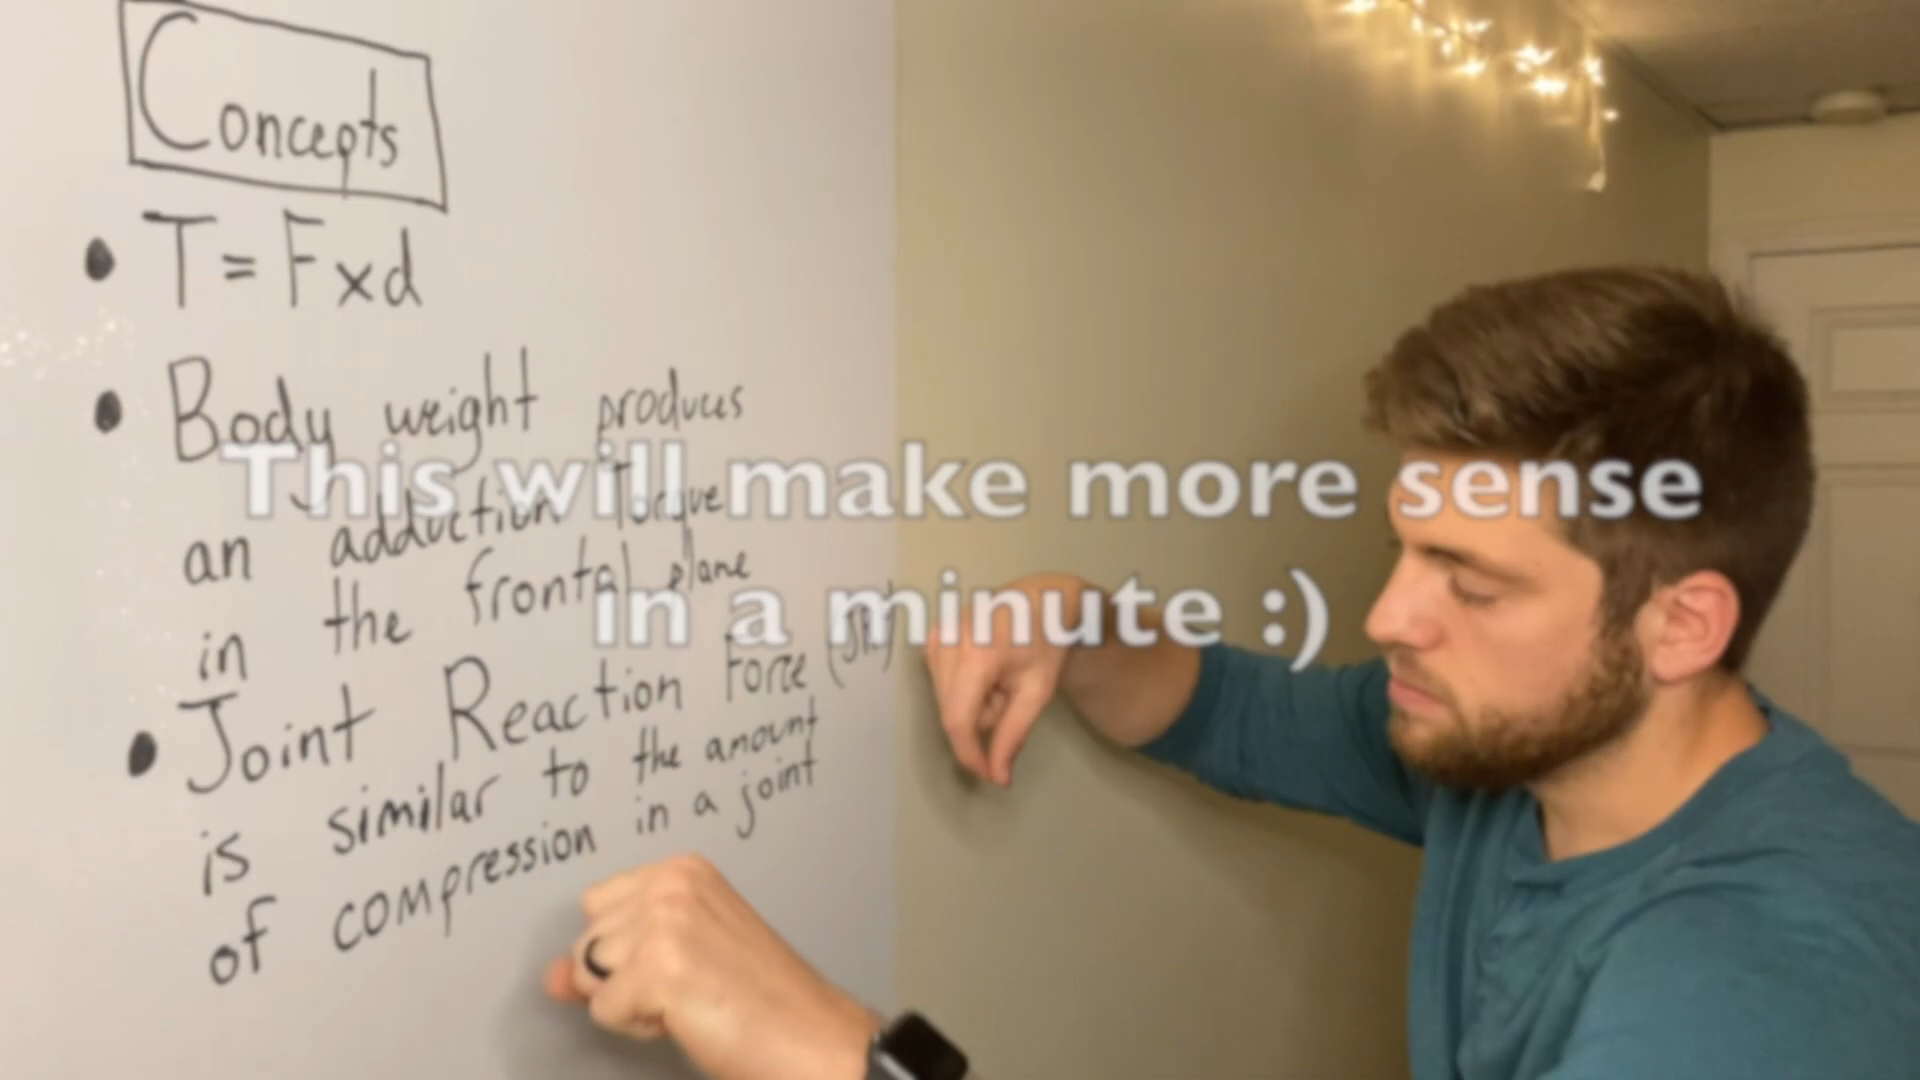 Concepts
• T = F x d
• Body weight produces
an adduction Torque
in the frontal plane
• Joint Reaction Force (JRF)
is similar to the amount
of compression in a joint
This will make more sense
in a minute :)